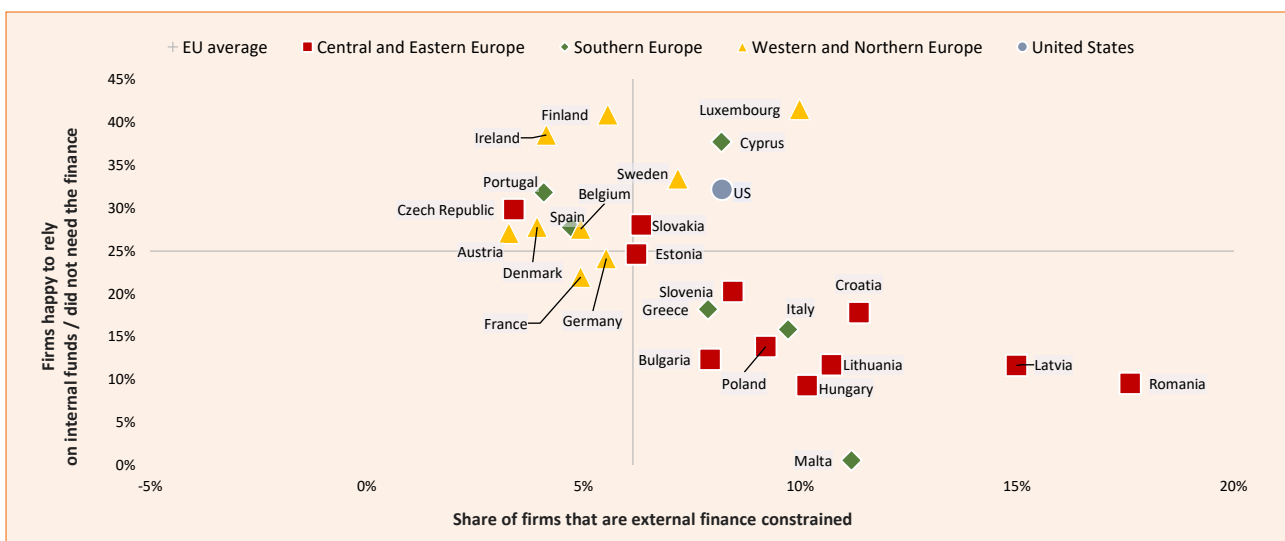 EU average Central and Eastern Europe Southern Europe Western and Northern Europe United States
45%
40%
35%
30%
25%
20%
15%
10%
5%
0%
Firms happy to rely
on internal funds / did not need the finance
Finland
Luxembourg
Ireland
Cyprus
Sweden
Portugal
Belgium
US
Czech Republic
Spain
Slovakia
Austria
Estonia
Denmark
Slovenia
Croatia
Greece
Italy
France
Germany
Bulgaria
Poland
Lithuania
Latvia
Hungary
Romania
Malta
-5% 0% 5% 10% 15% 20%
Share of firms that are external finance constrained